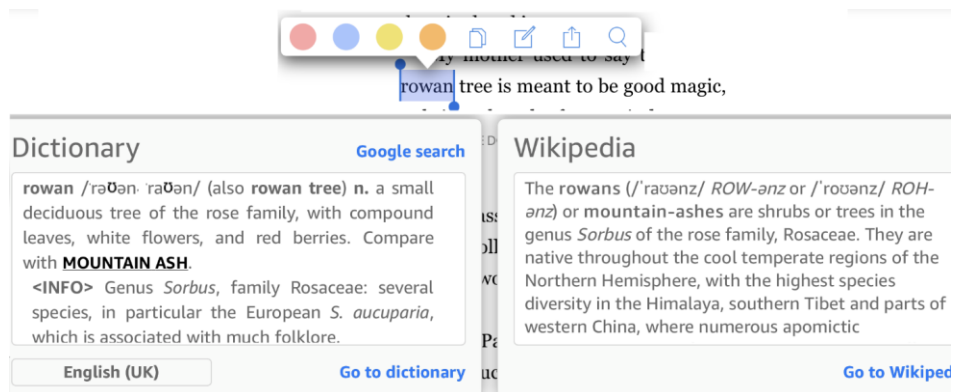 my mother used to say t
rowan tree is meant to be good magic,
Dictionary
Google search
rowan /ˈrəʊən, ˈraʊən/ (also rowan tree) n. a small
deciduous tree of the rose family, with compound
leaves, white flowers, and red berries. Compare
with MOUNTAIN ASH.
<INFO> Genus Sorbus, family Rosaceae: several
species, in particular the European S. aucuparia,
which is associated with much folklore.
English (UK)
Go to dictionary
Wikipedia
The rowans (/ˈraʊənz/ ROW-ənz or /ˈroʊənz/ ROH-
ənz) or mountain-ashes are shrubs or trees in the
genus Sorbus of the rose family, Rosaceae. They are
native throughout the cool temperate regions of the
Northern Hemisphere, with the highest species
diversity in the Himalaya, southern Tibet and parts of
western China, where numerous apomictic
Go to Wikiped